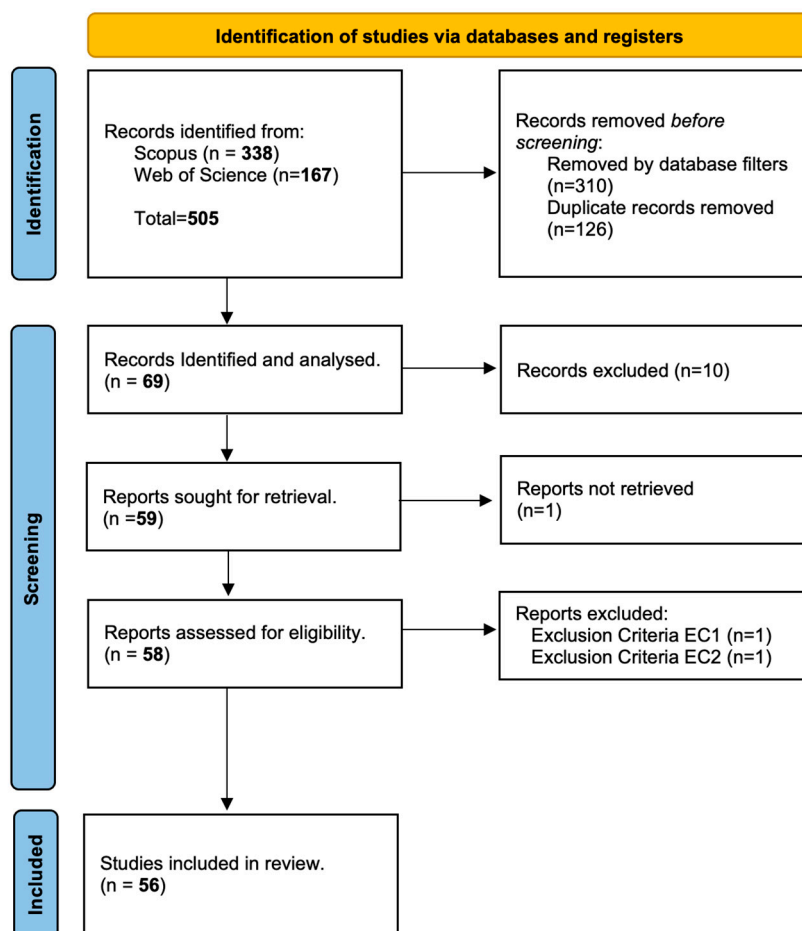 Identification of studies via databases and registers
Identification
Records identified from:
Scopus (n = 338)
Web of Science (n=167)
Total=505
Records removed before
screening:
Removed by database filters
(n=310)
Duplicate records removed
(n=126)
Screening
Records Identified and analysed.
(n = 69)
Records excluded (n=10)
Reports sought for retrieval.
(n =59)
Reports not retrieved
(n=1)
Reports assessed for eligibility.
(n = 58)
Reports excluded:
Exclusion Criteria EC1 (n=1)
Exclusion Criteria EC2 (n=1)
Included
Studies included in review.
(n = 56)